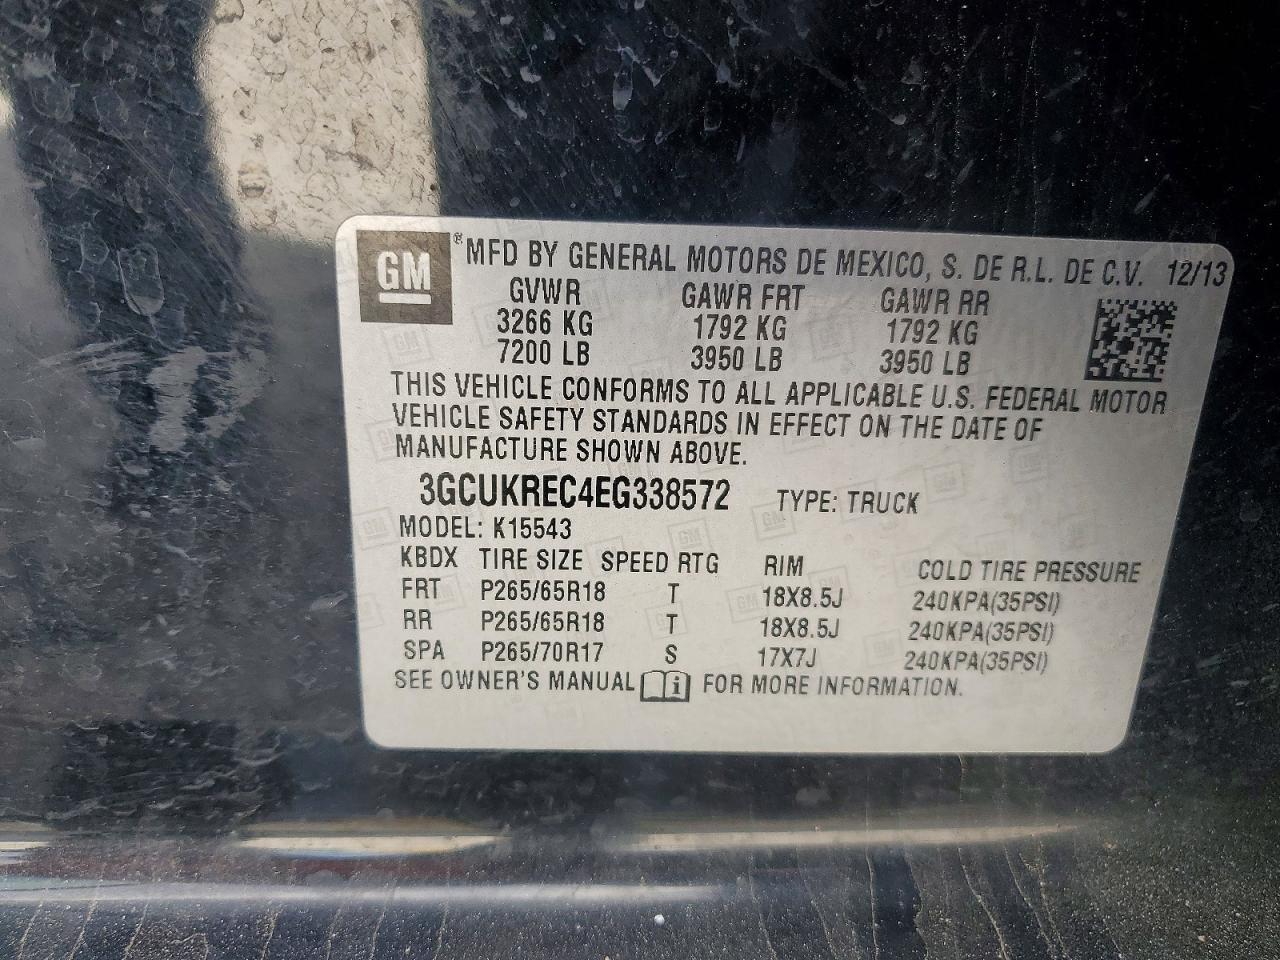 GM ® MFD BY GENERAL MOTORS DE MEXICO, S. DE R.L. DE C.V. 12/13
GVWR GAWR FRT GAWR RR
3266 KG 1792 KG 1792 KG
7200 LB 3950 LB 3950 LB
THIS VEHICLE CONFORMS TO ALL APPLICABLE U.S. FEDERAL MOTOR
VEHICLE SAFETY STANDARDS IN EFFECT ON THE DATE OF
MANUFACTURE SHOWN ABOVE.
3GCUKREC4EG338572 TYPE: TRUCK
MODEL: K15543
KBDX TIRE SIZE SPEED RTG RIM COLD TIRE PRESSURE
FRT P265/65R18 T 18X8.5J 240KPA(35PSI)
RR P265/65R18 T 18X8.5J 240KPA(35PSI)
SPA P265/70R17 S 17X7J 240KPA(35PSI)
SEE OWNER'S MANUAL i FOR MORE INFORMATION.